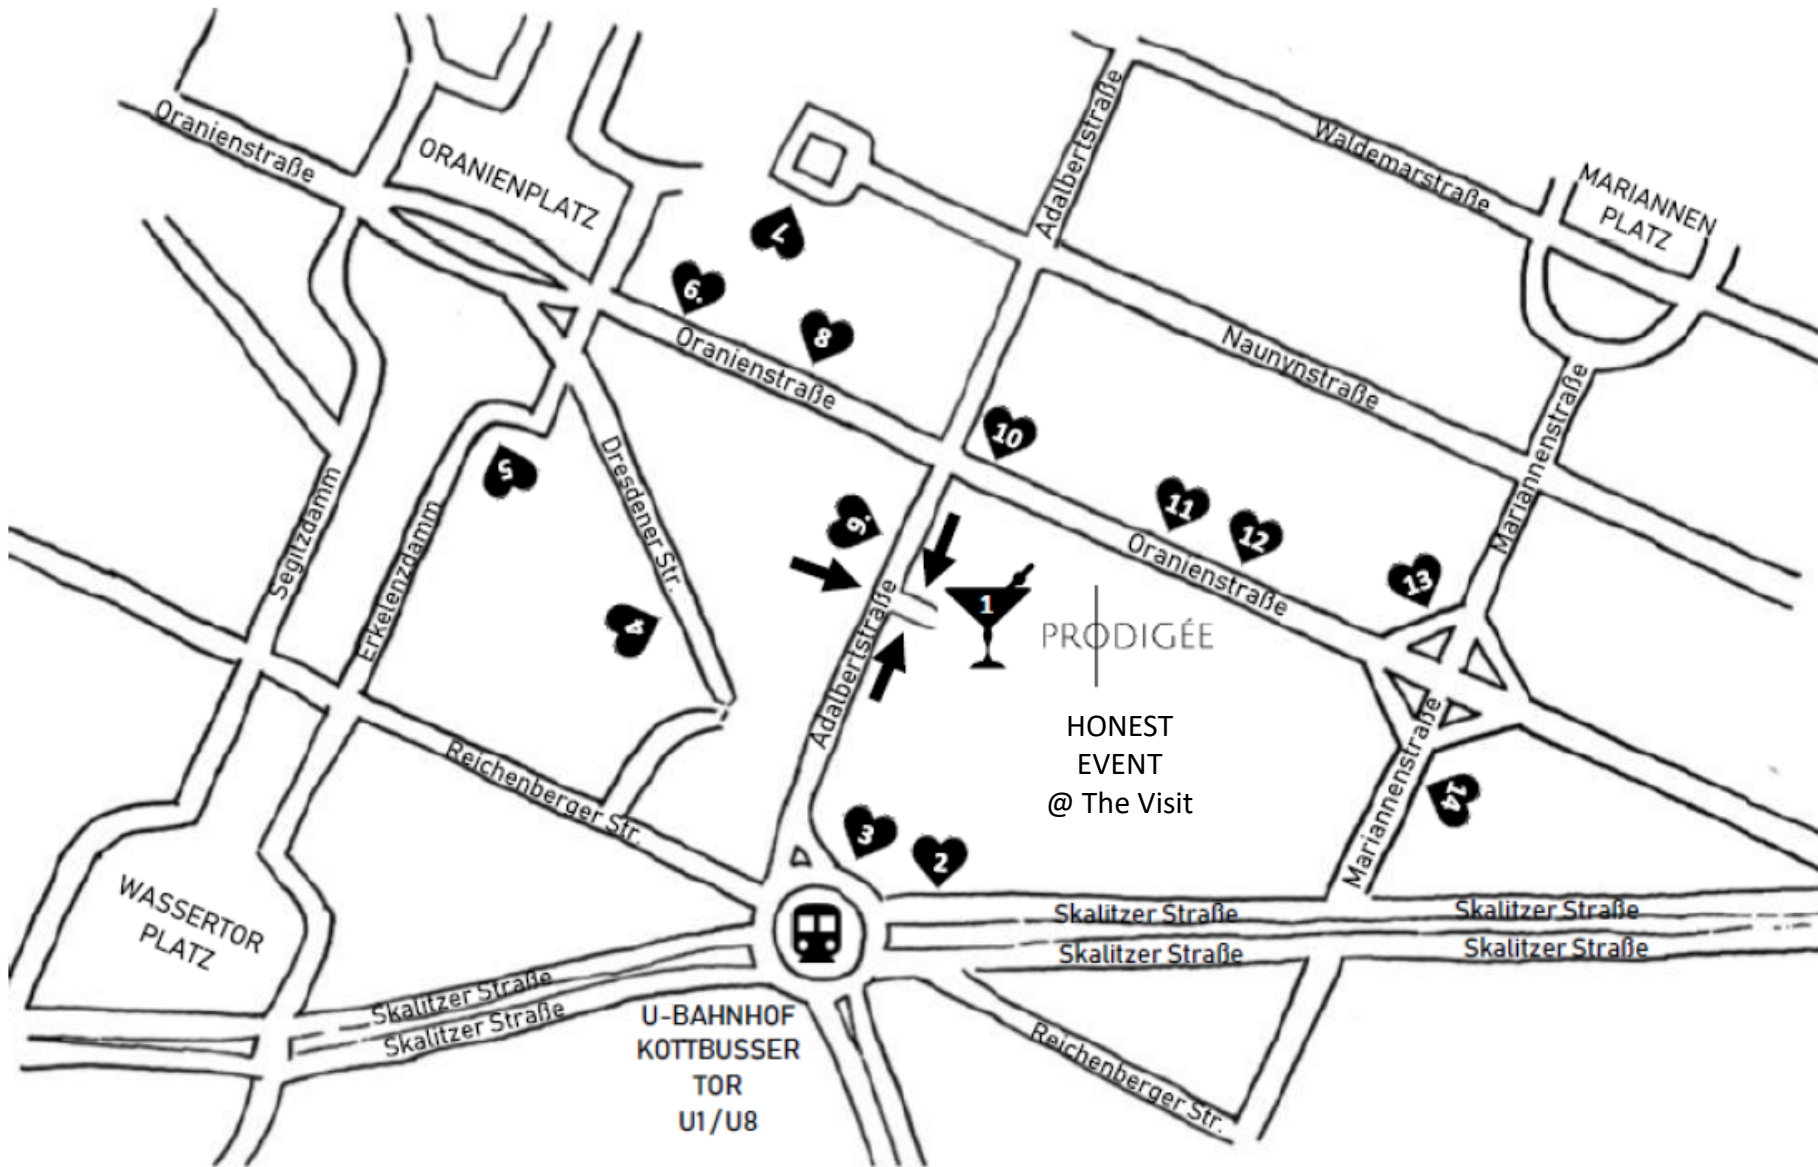 Oranienstraße
ORANIENPLATZ
Adalbertstraße
Waldemarstraße
MARIANNEN
PLATZ
7
6.
8
Oranienstraße
Naunynstraße
Mariannenstraße
10
5
Dresdener Str.
Segitzdamm
Erkelenzdamm
9.
11
12
Oranienstraße
13
4
Adalbertstraße
1
PRODIGÉE
HONEST
EVENT
@ The Visit
Reichenberger Str.
Mariannenstraße
14
3
2
WASSERTOR
PLATZ
Skalitzer Straße
Skalitzer Straße
Skalitzer Straße
Skalitzer Straße
Skalitzer Straße
Skalitzer Straße
U-BAHNHOF
KOTTBUSSER
TOR
U1/U8
Reichenberger Str.